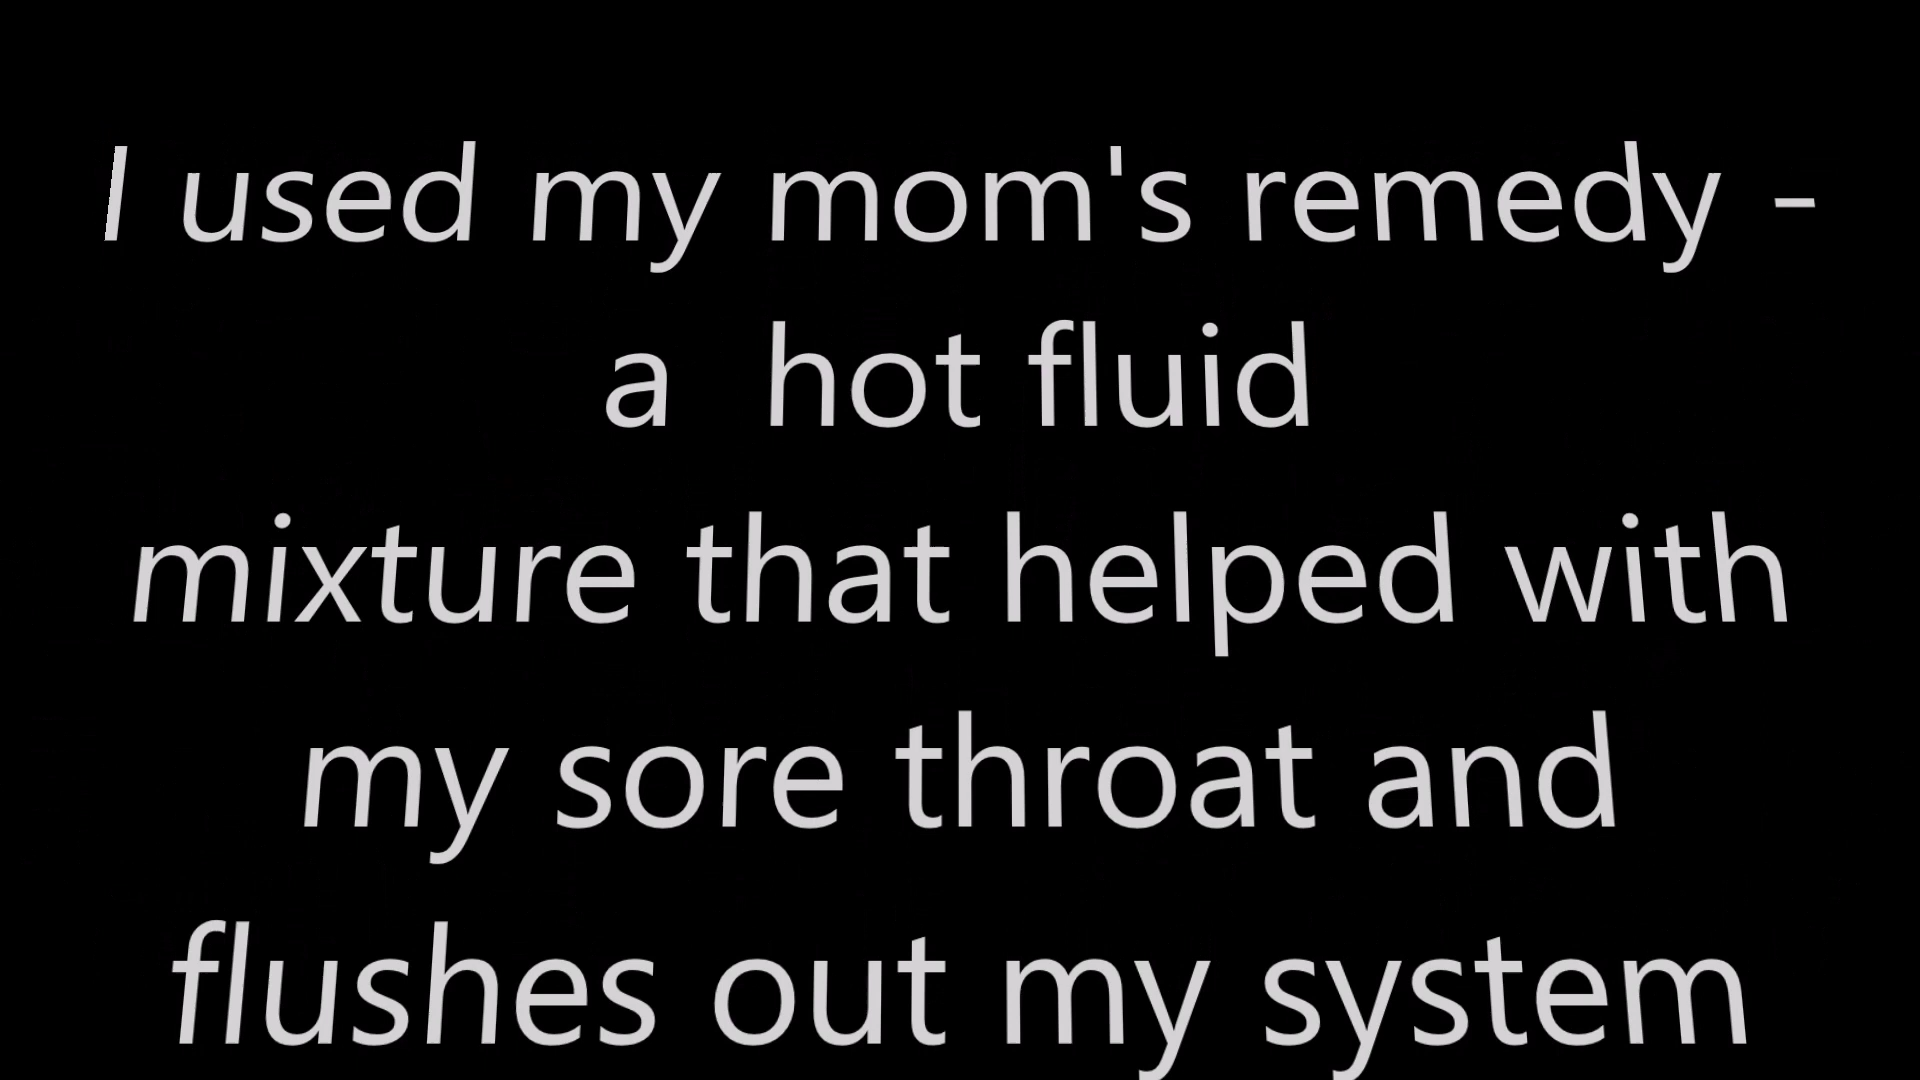 I used my mom's remedy -
a  hot fluid
mixture that helped with
my sore throat and
flushes out my system